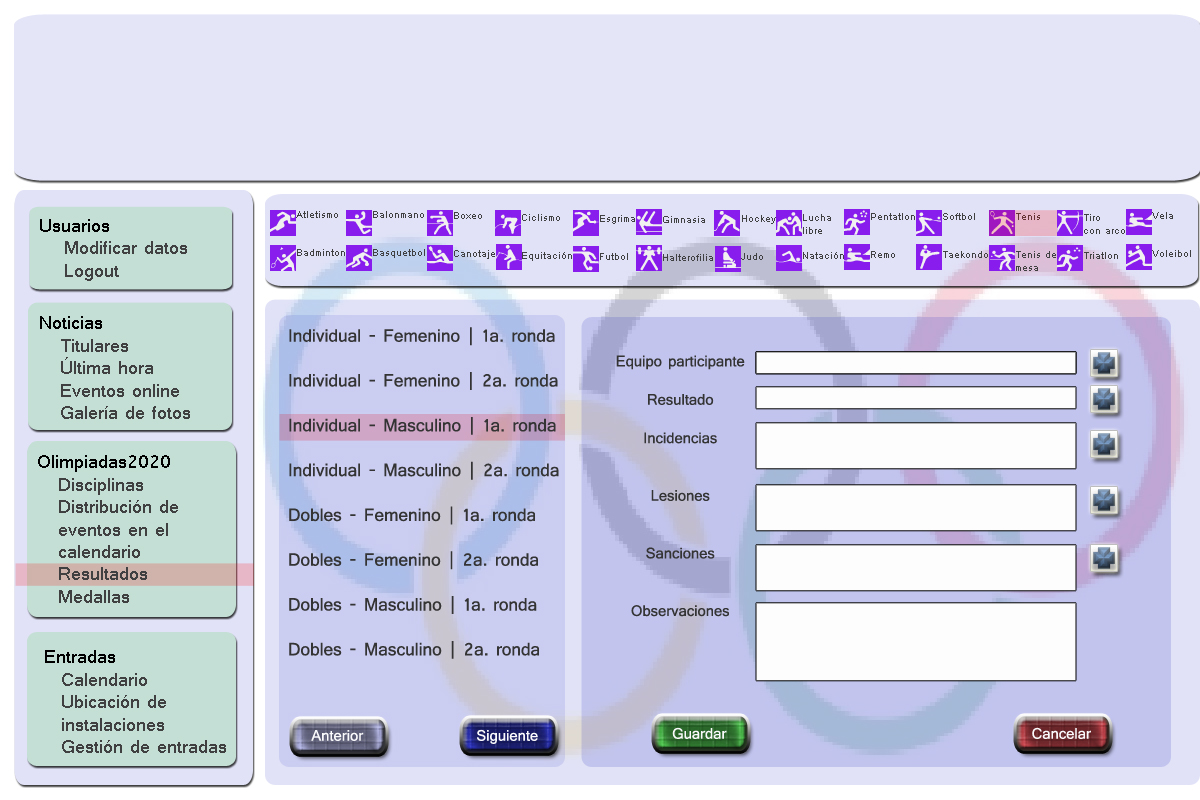 Usuarios
Modificar datos
Logout
Noticias
Titulares
Última hora
Eventos online
Galería de fotos
Olimpiadas2020
Disciplinas
Distribución de
eventos en el
calendario
Resultados
Medallas
Entradas
Calendario
Ubicación de
instalaciones
Gestión de entradas
Atletismo Balonmano Boxeo Ciclismo Esgrima Gimnasia Hockey Lucha libre Pentatlon Softbol Tenis Tiro con arco Vela
Badminton Basquetbol Canotaje Equitación Futbol Halterofilia Judo Natación Remo Taekondo Tenis de mesa Triatlon Voleibol
Individual - Femenino | 1a. ronda
Individual - Femenino | 2a. ronda
Individual - Masculino | 1a. ronda
Individual - Masculino | 2a. ronda
Dobles - Femenino | 1a. ronda
Dobles - Femenino | 2a. ronda
Dobles - Masculino | 1a. ronda
Dobles - Masculino | 2a. ronda
Anterior Siguiente
Equipo participante
Resultado
Incidencias
Lesiones
Sanciones
Observaciones
Guardar Cancelar